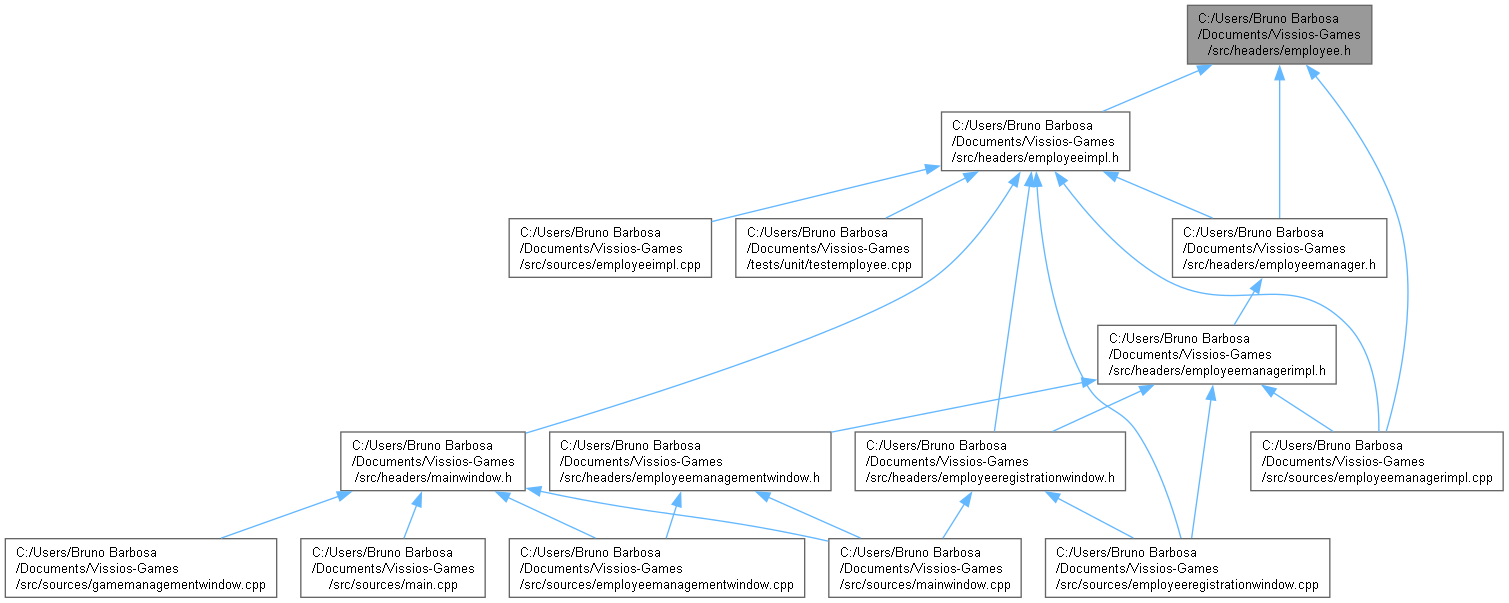 C:/Users/Bruno Barbosa
/Documents/Vissios-Games
/src/headers/employee.h
C:/Users/Bruno Barbosa
/Documents/Vissios-Games
/src/headers/employeeimpl.h
C:/Users/Bruno Barbosa
/Documents/Vissios-Games
/src/sources/employeeimpl.cpp
C:/Users/Bruno Barbosa
/Documents/Vissios-Games
/tests/unit/testemployee.cpp
C:/Users/Bruno Barbosa
/Documents/Vissios-Games
/src/headers/employeemanager.h
C:/Users/Bruno Barbosa
/Documents/Vissios-Games
/src/headers/employeemanagerimpl.h
C:/Users/Bruno Barbosa
/Documents/Vissios-Games
/src/headers/mainwindow.h
C:/Users/Bruno Barbosa
/Documents/Vissios-Games
/src/headers/employeemanagementwindow.h
C:/Users/Bruno Barbosa
/Documents/Vissios-Games
/src/headers/employeeregistrationwindow.h
C:/Users/Bruno Barbosa
/Documents/Vissios-Games
/src/sources/employeemanagerimpl.cpp
C:/Users/Bruno Barbosa
/Documents/Vissios-Games
/src/sources/gamemanagementwindow.cpp
C:/Users/Bruno Barbosa
/Documents/Vissios-Games
/src/sources/main.cpp
C:/Users/Bruno Barbosa
/Documents/Vissios-Games
/src/sources/employeemanagementwindow.cpp
C:/Users/Bruno Barbosa
/Documents/Vissios-Games
/src/sources/mainwindow.cpp
C:/Users/Bruno Barbosa
/Documents/Vissios-Games
/src/sources/employeeregistrationwindow.cpp